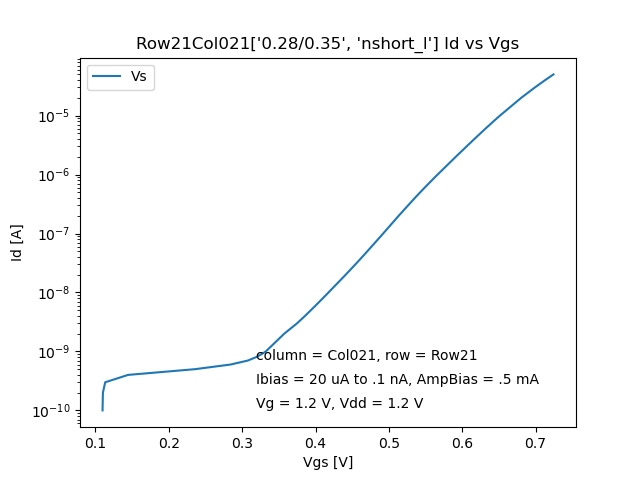 Row21Col021['0.28/0.35', 'nshort_l'] Id vs Vgs
Vs
10⁻⁵
10⁻⁶
10⁻⁷
10⁻⁸
10⁻⁹
10⁻¹⁰
Id [A]
column = Col021, row = Row21
Ibias = 20 uA to .1 nA, AmpBias = .5 mA
Vg = 1.2 V, Vdd = 1.2 V
0.1 0.2 0.3 0.4 0.5 0.6 0.7
Vgs [V]